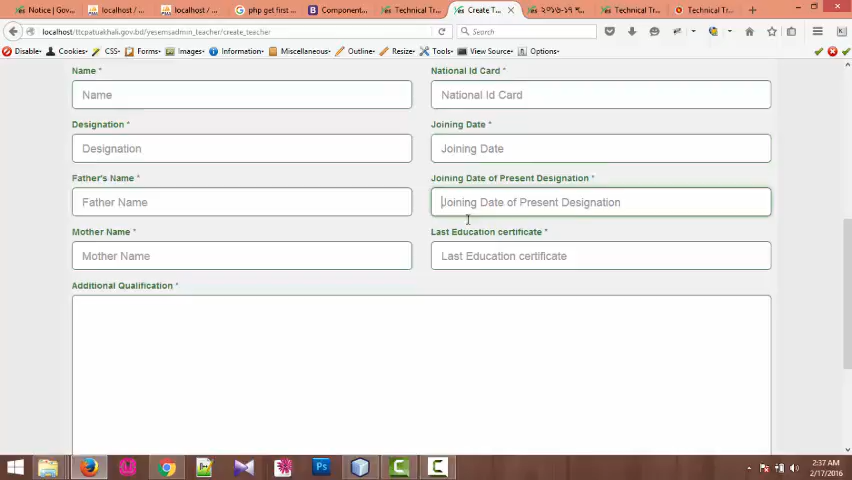 Notice | Gov...
localhost / ...
localhost / ...
php get first ...
Component...
Technical Tr...
Create T...
২০১৬-১৭ শ...
Technical Tr...
Technical Tr...
localhost/ttcpatuakhali.gov.bd/yesemsadmin_teacher/create_teacher
Search
Disable
Cookies
CSS
Forms
Images
Information
Miscellaneous
Outline
Resize
Tools
View Source
Options
Name *
National Id Card *
Name
National Id Card
Designation *
Joining Date *
Designation
Joining Date
Father's Name *
Joining Date of Present Designation *
Father Name
Joining Date of Present Designation
Mother Name *
Last Education certificate *
Mother Name
Last Education certificate
Additional Qualification *
Ps
2:37 AM
2/17/2016